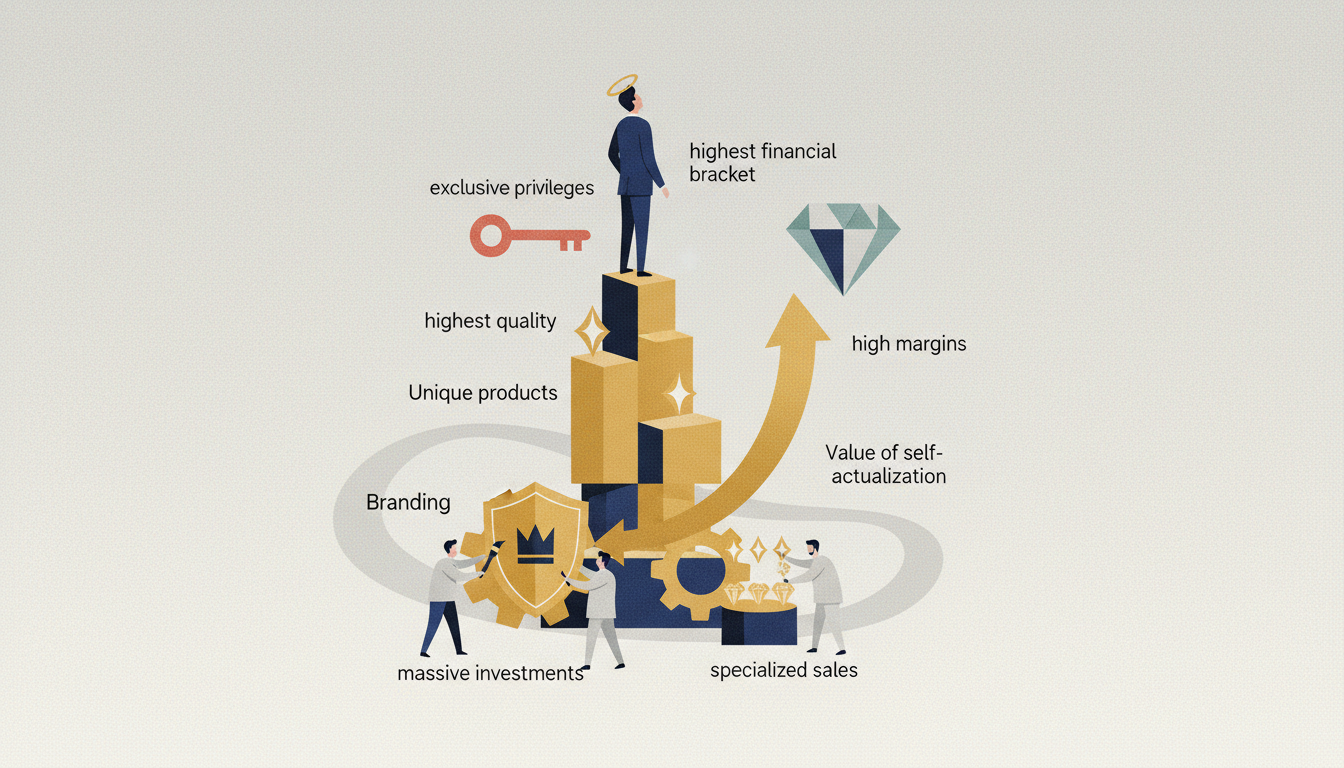 highest financial
bracket
exclusive privileges
highest quality
high margins
Unique products
Value of self-
actualization
Branding
massive investments
specialized sales